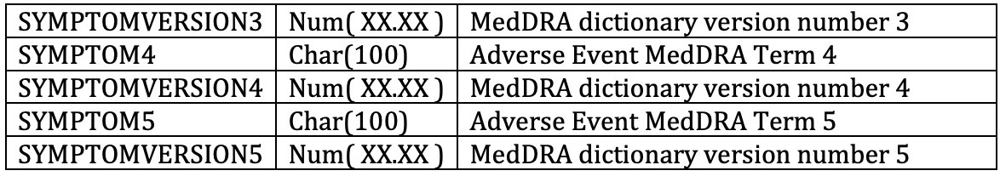 SYMPTOMVERSION3 Num( XX.XX ) MedDRA dictionary version number 3
SYMPTOM4 Char(100) Adverse Event MedDRA Term 4
SYMPTOMVERSION4 Num( XX.XX ) MedDRA dictionary version number 4
SYMPTOM5 Char(100) Adverse Event MedDRA Term 5
SYMPTOMVERSION5 Num( XX.XX ) MedDRA dictionary version number 5